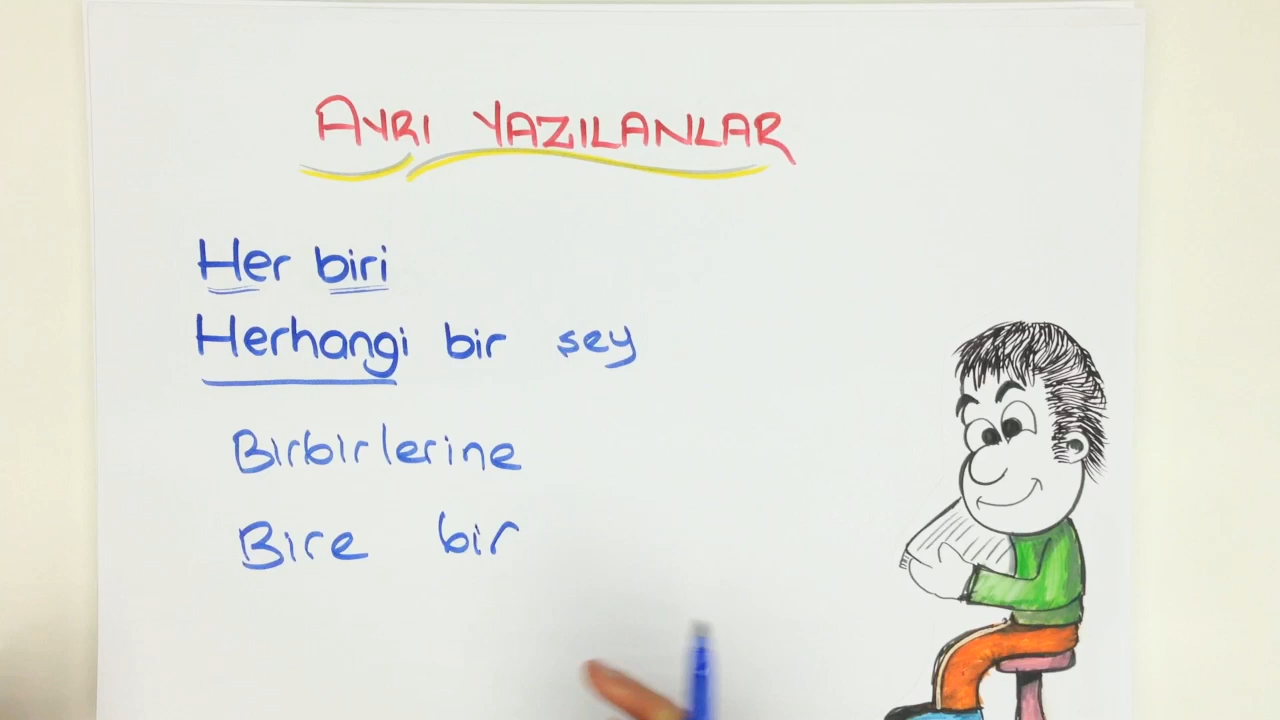 AYRI YAZILANLAR
Her biri
Herhangi bir şey
Birbirlerine
Bire bir